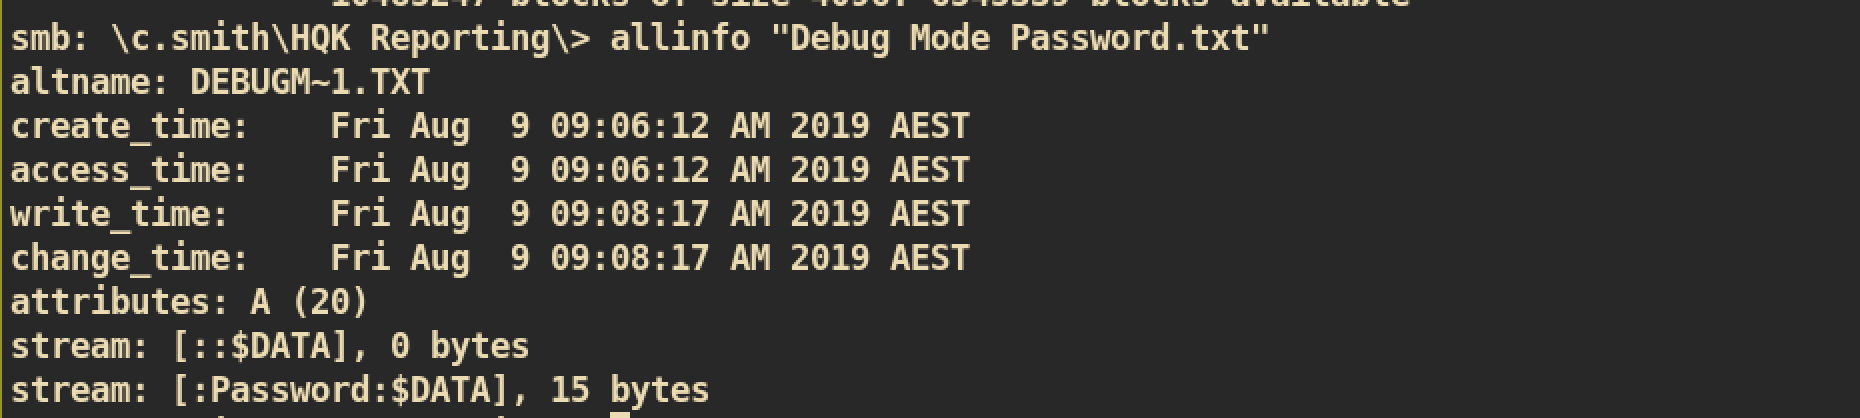 blocks of size 4096. 6545559 blocks available
smb: \c.smith\HQK Reporting\> allinfo "Debug Mode Password.txt"
altname: DEBUGM~1.TXT
create_time:    Fri Aug  9 09:06:12 AM 2019 AEST
access_time:    Fri Aug  9 09:06:12 AM 2019 AEST
write_time:     Fri Aug  9 09:08:17 AM 2019 AEST
change_time:    Fri Aug  9 09:08:17 AM 2019 AEST
attributes: A (20)
stream: [::$DATA], 0 bytes
stream: [:Password:$DATA], 15 bytes